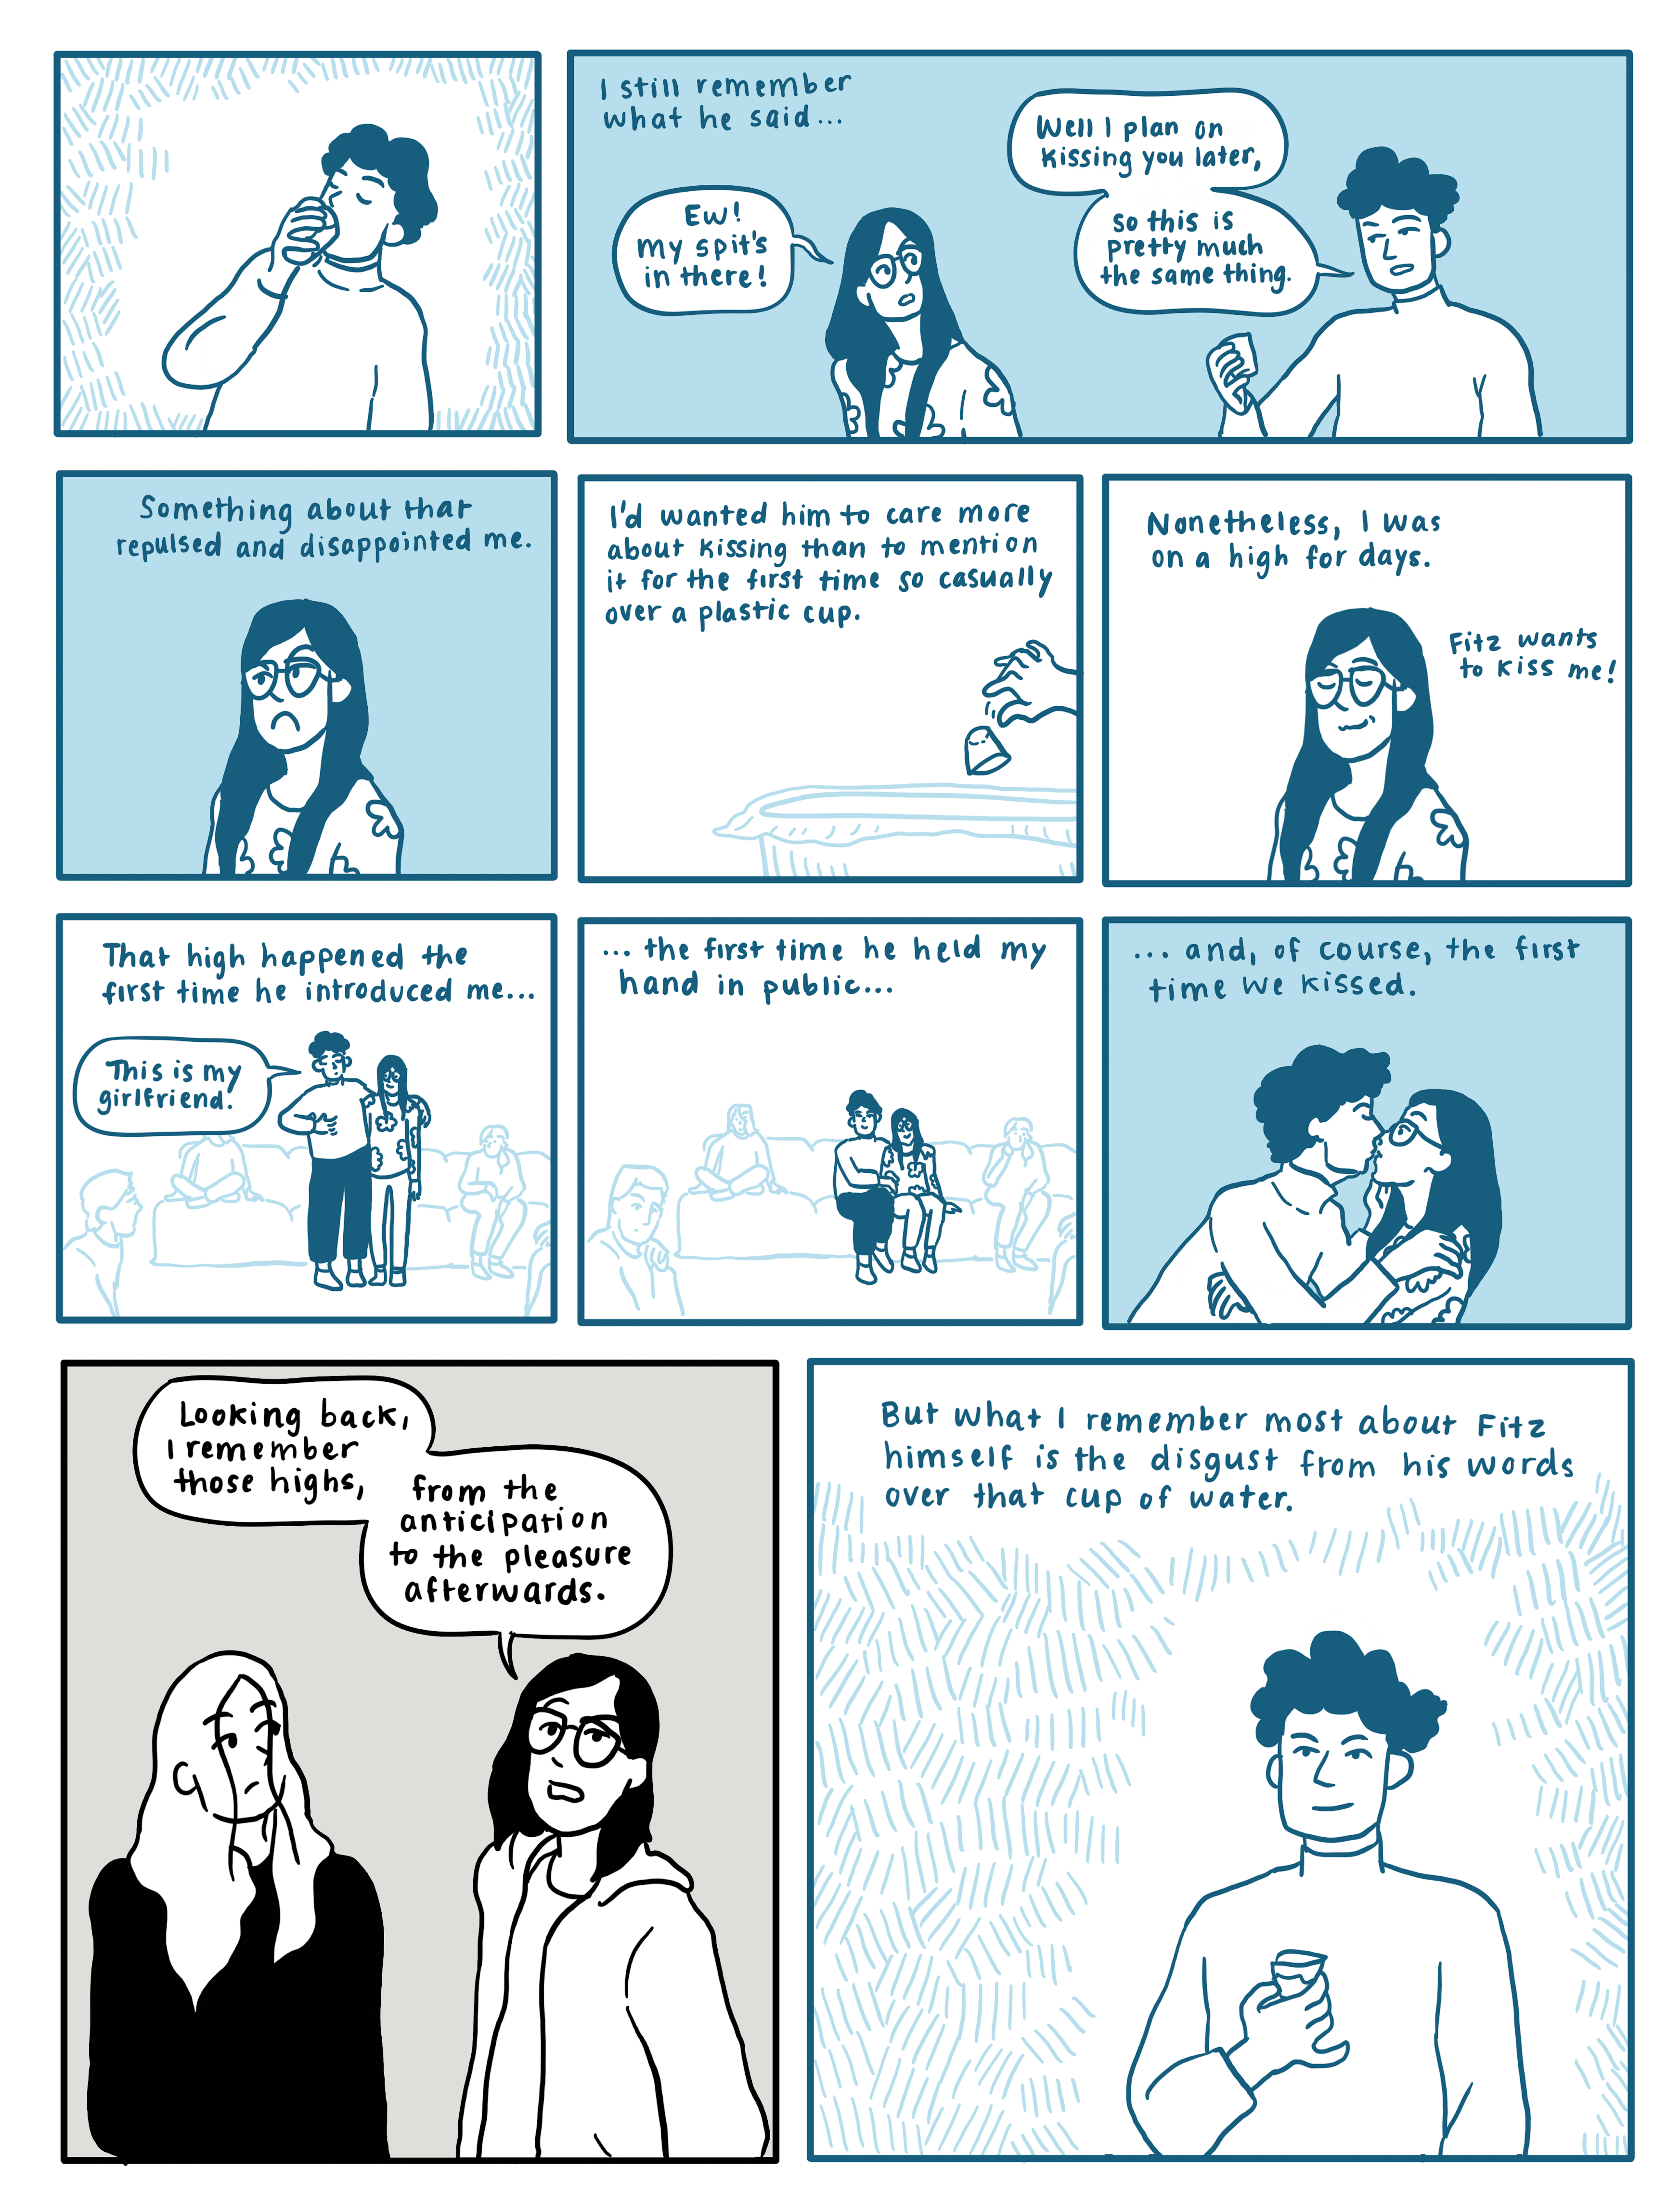 I still remember
what he said...
Ew!
my spit's
in there!
Well I plan on
kissing you later,
so this is
pretty much
the same thing.
Something about that
repulsed and disappointed me.
I'd wanted him to care more
about kissing than to mention
it for the first time so casually
over a plastic cup.
Nonetheless, I was
on a high for days.
Fitz wants
to kiss me!
That high happened the
first time he introduced me...
This is my
girlfriend.
... the first time he held my
hand in public...
... and, of course, the first
time we kissed.
Looking back,
I remember
those highs,
from the
anticipation
to the pleasure
afterwards.
But what I remember most about Fitz
himself is the disgust from his words
over that cup of water.